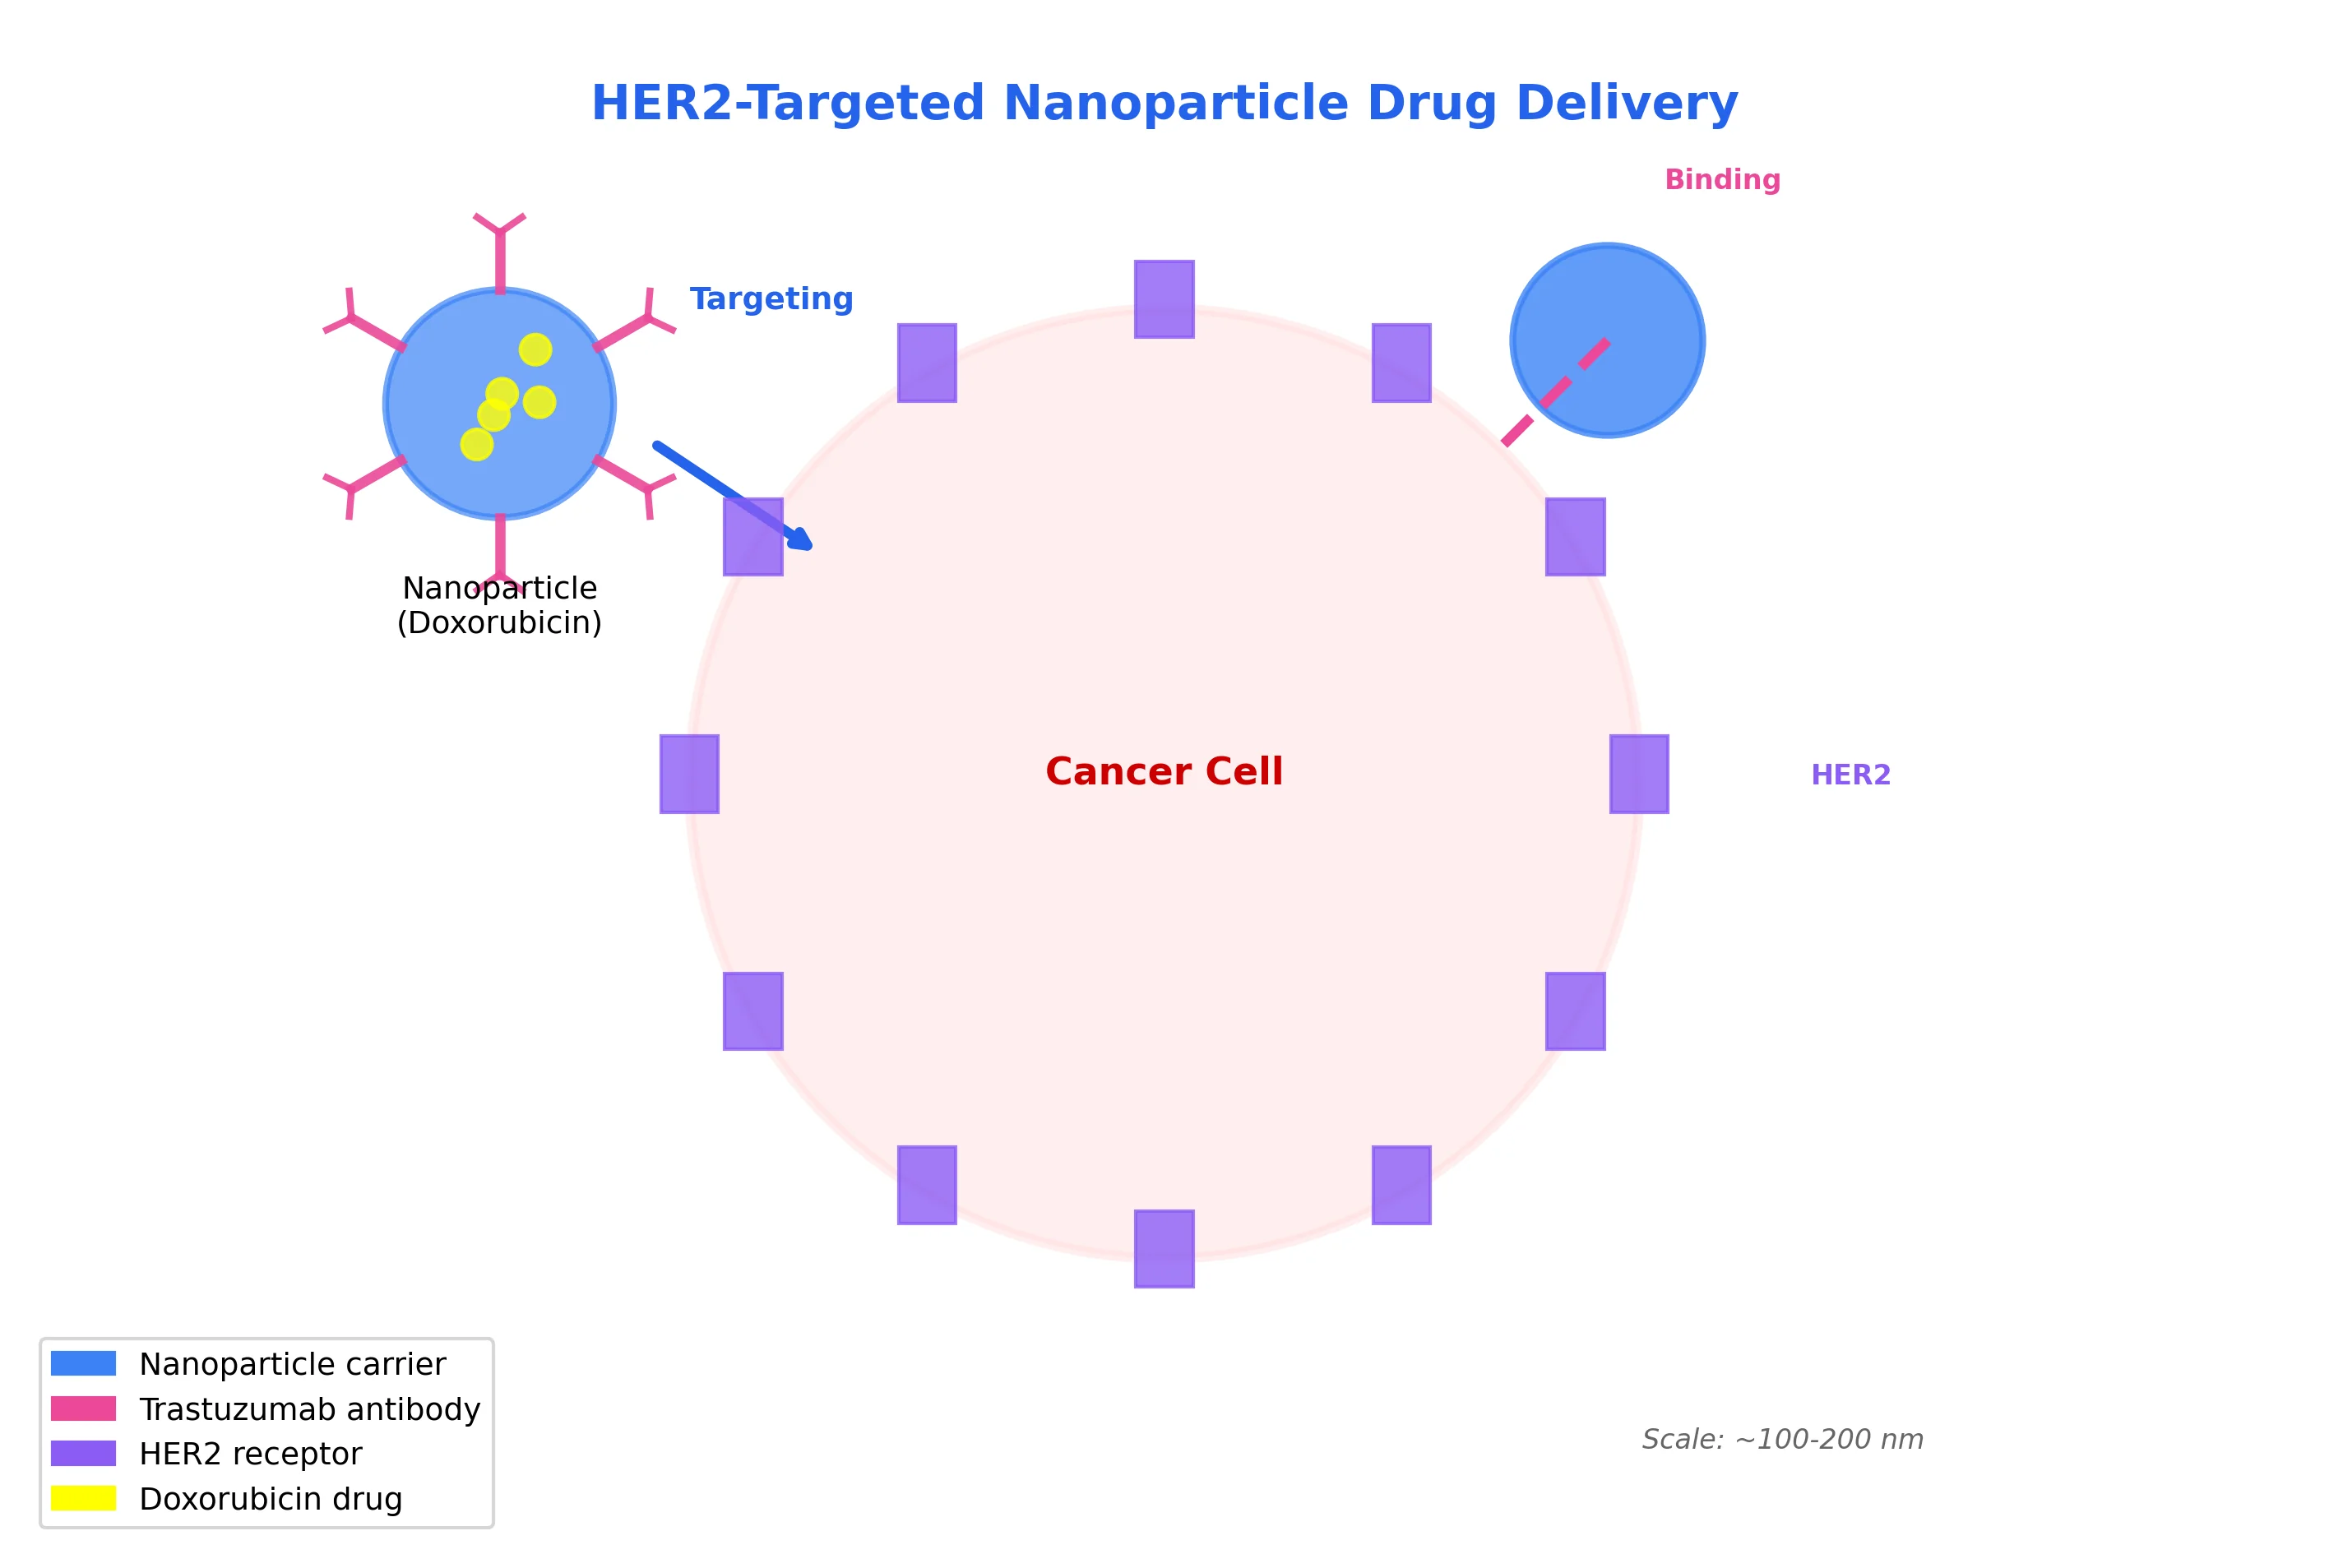 HER2-Targeted Nanoparticle Drug Delivery
Binding
Targeting
Nanoparticle
(Doxorubicin)
Cancer Cell
HER2
Nanoparticle carrier
Trastuzumab antibody
HER2 receptor
Doxorubicin drug
Scale: ~100-200 nm